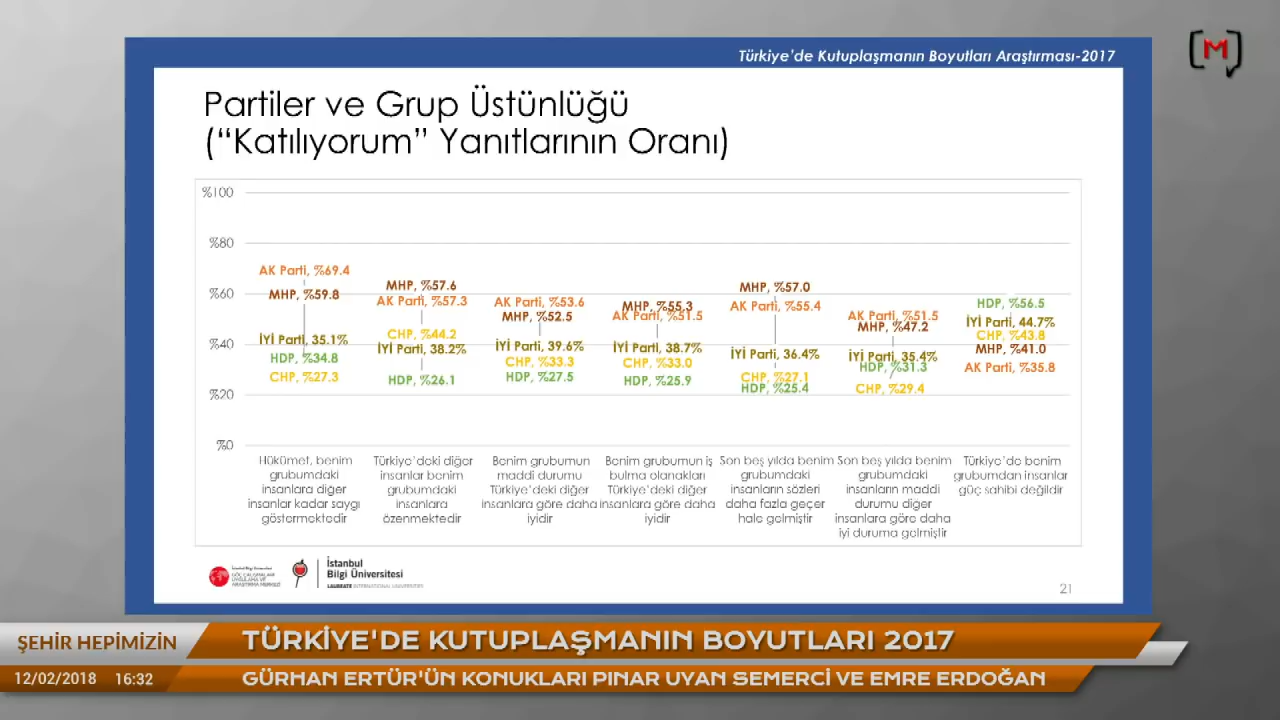 Türkiye'de Kutuplaşmanın Boyutları Araştırması-2017
M
Partiler ve Grup Üstünlüğü
("Katılıyorum" Yanıtlarının Oranı)
%100
%80
%60
%40
%20
%0
AK Parti, %69.4
MHP, %59.8
İYİ Parti, 35.1%
HDP, %34.8
CHP, %27.3
MHP, %57.6
AK Parti, %57.3
CHP, %44.2
İYİ Parti, 38.2%
HDP, %26.1
AK Parti, %53.6
MHP, %52.5
İYİ Parti, 39.6%
CHP, %33.3
HDP, %27.5
MHP, %55.3
AK Parti, %51.5
İYİ Parti, 38.7%
CHP, %33.0
HDP, %25.9
MHP, %57.0
AK Parti, %55.4
İYİ Parti, 36.4%
CHP, %27.1
HDP, %25.4
AK Parti, %51.5
MHP, %47.2
İYİ Parti, 35.4%
HDP, %31.3
CHP, %29.4
HDP, %56.5
İYİ Parti, 44.7%
CHP, %43.8
MHP, %41.0
AK Parti, %35.8
Hükümet, benim
grubumdaki
insanlara diğer
insanlar kadar saygı
göstermektedir
Türkiye'deki diğer
insanlar benim
grubumdaki
insanlara
özenmektedir
Benim grubumun
maddi durumu
Türkiye'deki diğer
insanlara göre daha
iyidir
Benim grubumun iş
bulma olanakları
Türkiye'deki diğer
insanlara göre daha
iyidir
Son beş yılda benim
grubumdaki
insanların sözleri
daha fazla geçer
hale gelmiştir
Son beş yılda benim
grubumdaki
insanların maddi
durumu diğer
insanlara göre daha
iyi duruma gelmiştir
Türkiye'de benim
grubumdan insanlar
güç sahibi değildir
İstanbul Bilgi Üniversitesi
GÖÇ ÇALIŞMALARI
UYGULAMA VE
ARAŞTIRMA MERKEZİ
İstanbul
Bilgi Üniversitesi
LAUREATE INTERNATIONAL UNIVERSITIES
21
ŞEHİR HEPİMİZİN
TÜRKİYE'DE KUTUPLAŞMANIN BOYUTLARI 2017
12/02/2018 16:32
GÜRHAN ERTÜR'ÜN KONUKLARI PINAR UYAN SEMERCİ VE EMRE ERDOĞAN